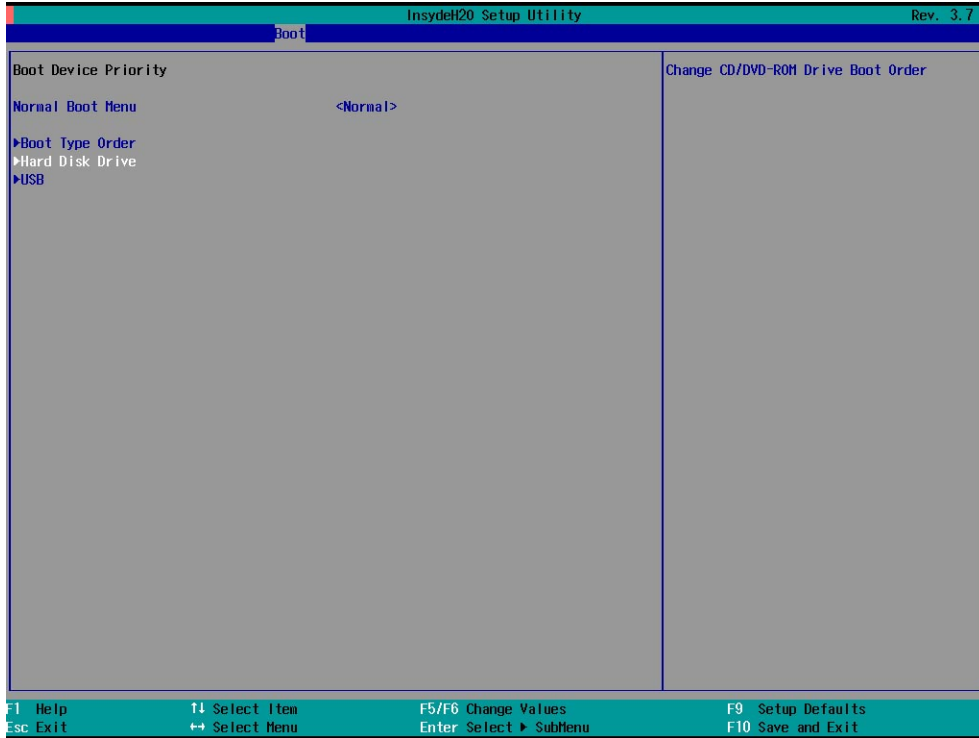 InsydeH20 Setup Utility Rev. 3.7
Boot
Boot Device Priority
Change CD/DVD-ROM Drive Boot Order
Normal Boot Menu <Normal>
▶Boot Type Order
▶Hard Disk Drive
▶USB
F1 Help ↑↓ Select Item F5/F6 Change Values F9 Setup Defaults
Esc Exit ↔ Select Menu Enter Select ▶ SubMenu F10 Save and Exit